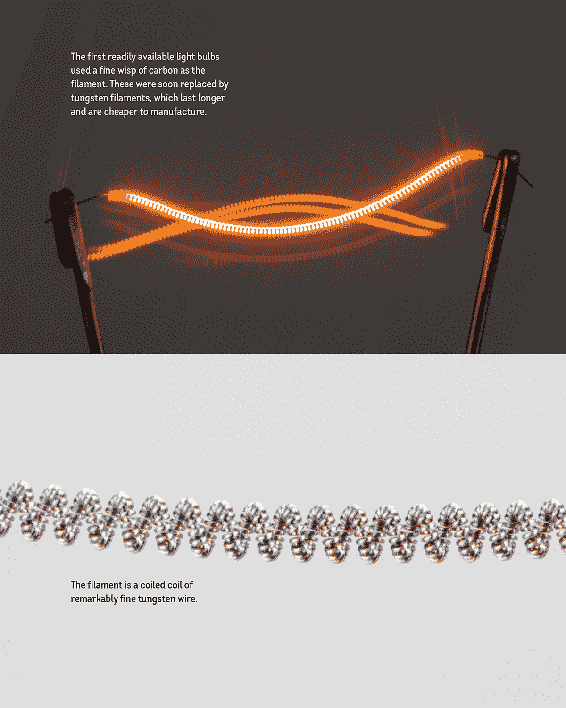 The first readily available light bulbs
used a fine wisp of carbon as the
filament. These were soon replaced by
tungsten filaments, which last longer
and are cheaper to manufacture.
The filament is a coiled coil of
remarkably fine tungsten wire.